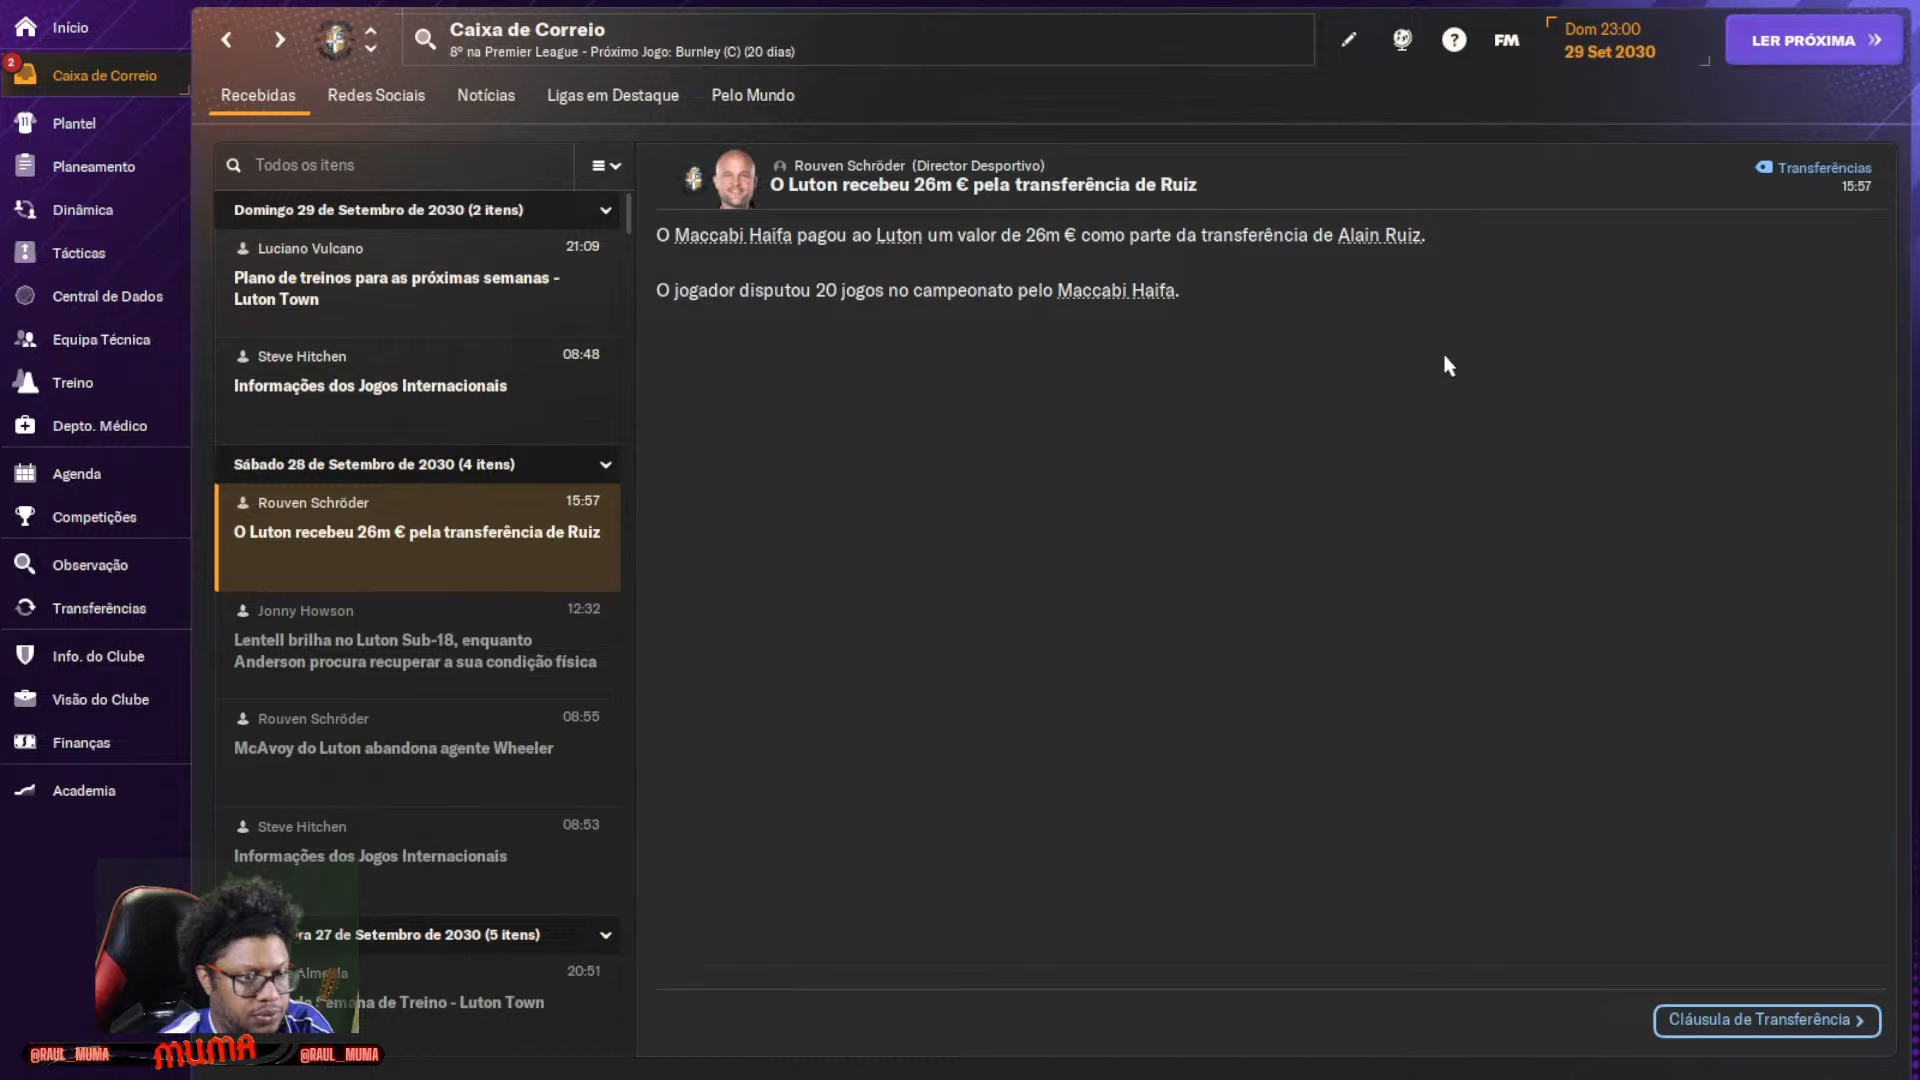 Início
2
Caixa de Correio
Plantel
Planeamento
Dinâmica
Tácticas
Central de Dados
Equipa Técnica
Treino
Depto. Médico
Agenda
Competições
Observação
Transferências
Info. do Clube
Visão do Clube
Finanças
Academia
Caixa de Correio
8º na Premier League - Próximo Jogo: Burnley (C) (20 dias)
FM
Dom 23:00
29 Set 2030
LER PRÓXIMA
Recebidas
Redes Sociais
Notícias
Ligas em Destaque
Pelo Mundo
Todos os itens
Domingo 29 de Setembro de 2030 (2 itens)
Luciano Vulcano
21:09
Plano de treinos para as próximas semanas -
Luton Town
Steve Hitchen
08:48
Informações dos Jogos Internacionais
Sábado 28 de Setembro de 2030 (4 itens)
Rouven Schröder
15:57
O Luton recebeu 26m € pela transferência de Ruiz
Jonny Howson
12:32
Lentell brilha no Luton Sub-18, enquanto
Anderson procura recuperar a sua condição física
Rouven Schröder
08:55
McAvoy do Luton abandona agente Wheeler
Steve Hitchen
08:53
Informações dos Jogos Internacionais
27 de Setembro de 2030 (5 itens)
20:51
de Treino - Luton Town
Rouven Schröder (Director Desportivo)
O Luton recebeu 26m € pela transferência de Ruiz
Transferências
15:57
O Maccabi Haifa pagou ao Luton um valor de 26m € como parte da transferência de Alain Ruiz.
O jogador disputou 20 jogos no campeonato pelo Maccabi Haifa.
Cláusula de Transferência
@RAUL_MUMA
MUMA
@RAUL_MUMA